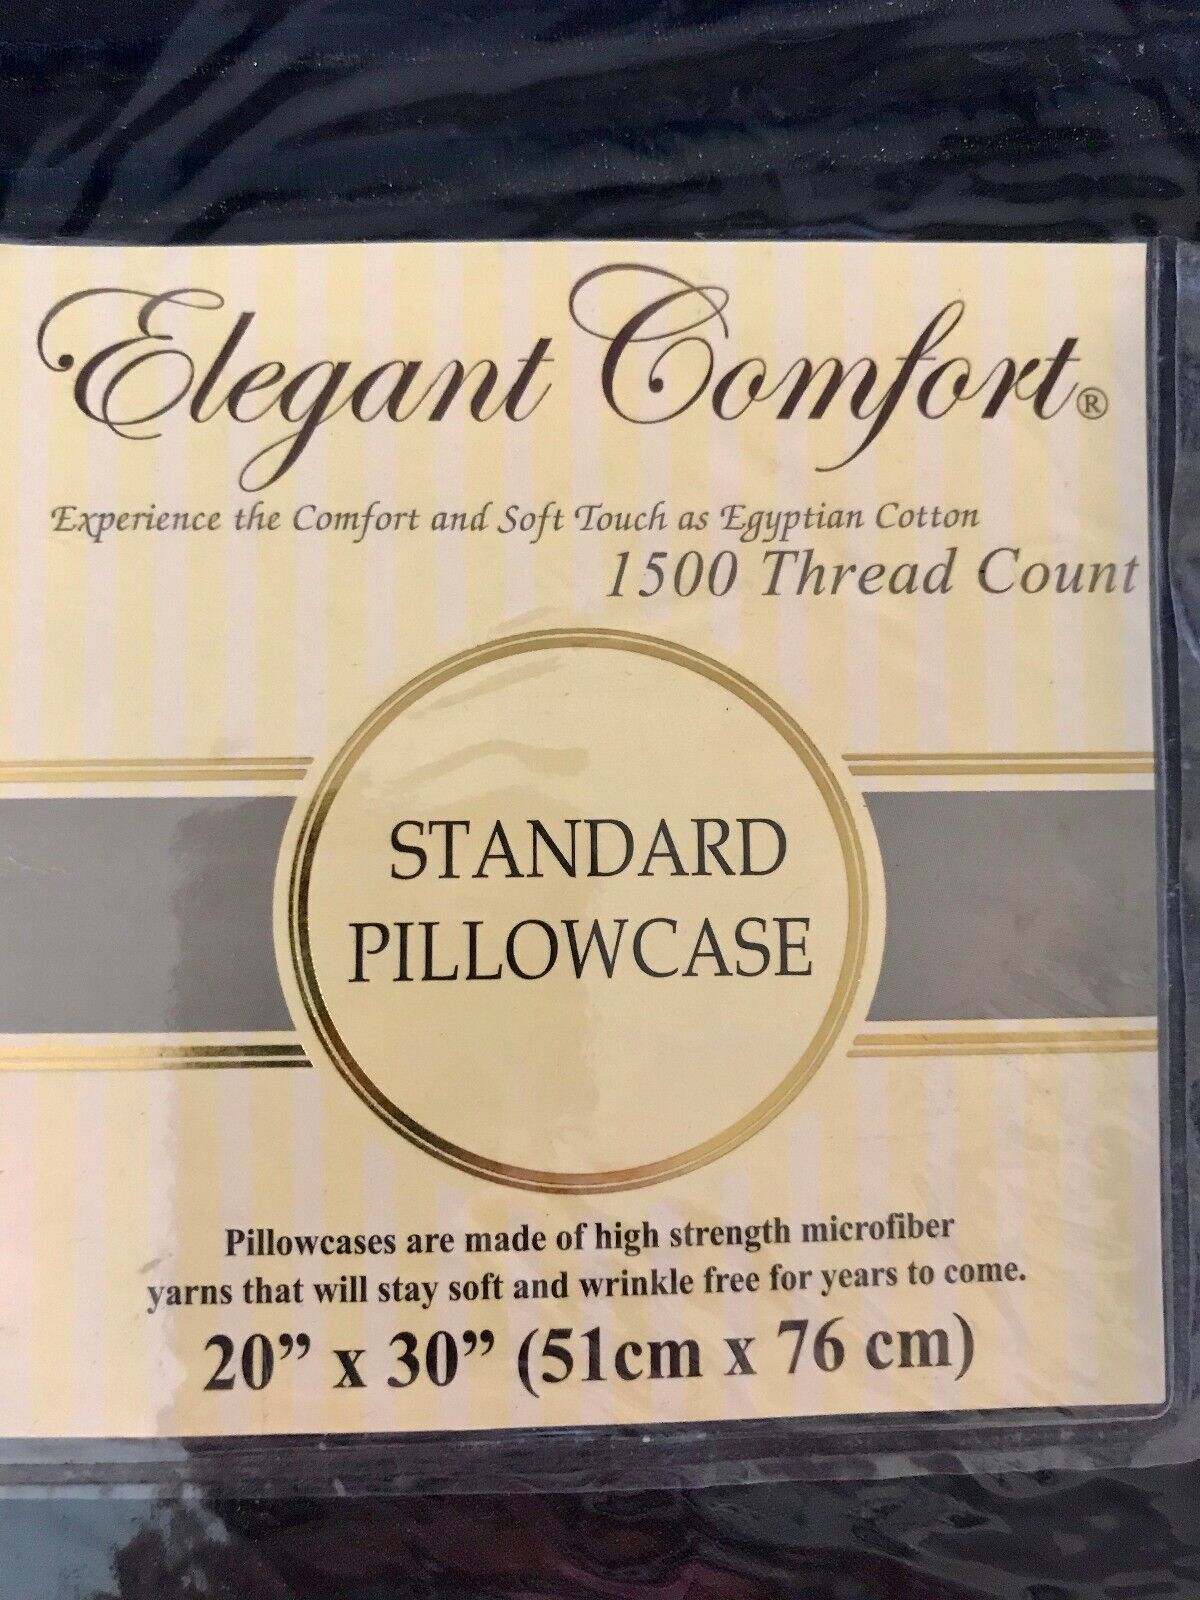 Elegant Comfort®
Experience the Comfort and Soft Touch as Egyptian Cotton
1500 Thread Count
STANDARD
PILLOWCASE
Pillowcases are made of high strength microfiber
yarns that will stay soft and wrinkle free for years to come.
20” x 30” (51cm x 76 cm)